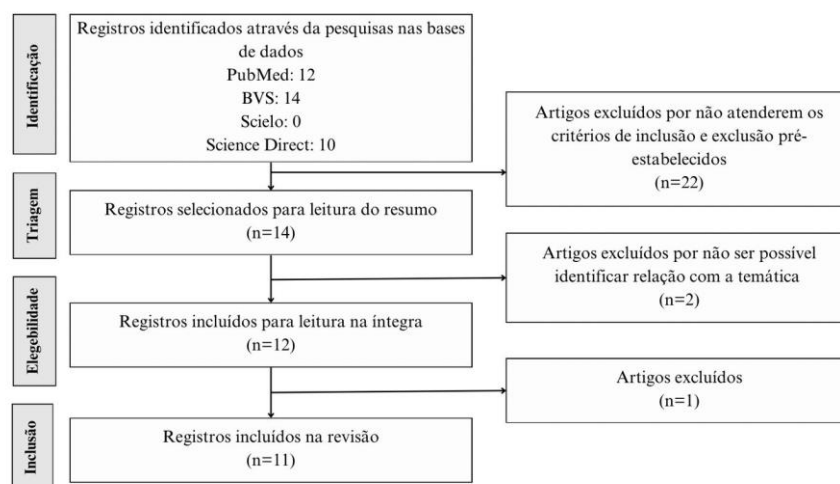 Identificação
Registros identificados através da pesquisas nas bases
de dados
PubMed: 12
BVS: 14
Scielo: 0
Science Direct: 10
Artigos excluídos por não atenderem os
critérios de inclusão e exclusão pré-
estabelecidos
(n=22)
Triagem
Registros selecionados para leitura do resumo
(n=14)
Artigos excluídos por não ser possível
identificar relação com a temática
(n=2)
Elegebilidade
Registros incluídos para leitura na íntegra
(n=12)
Artigos excluídos
(n=1)
Inclusão
Registros incluídos na revisão
(n=11)